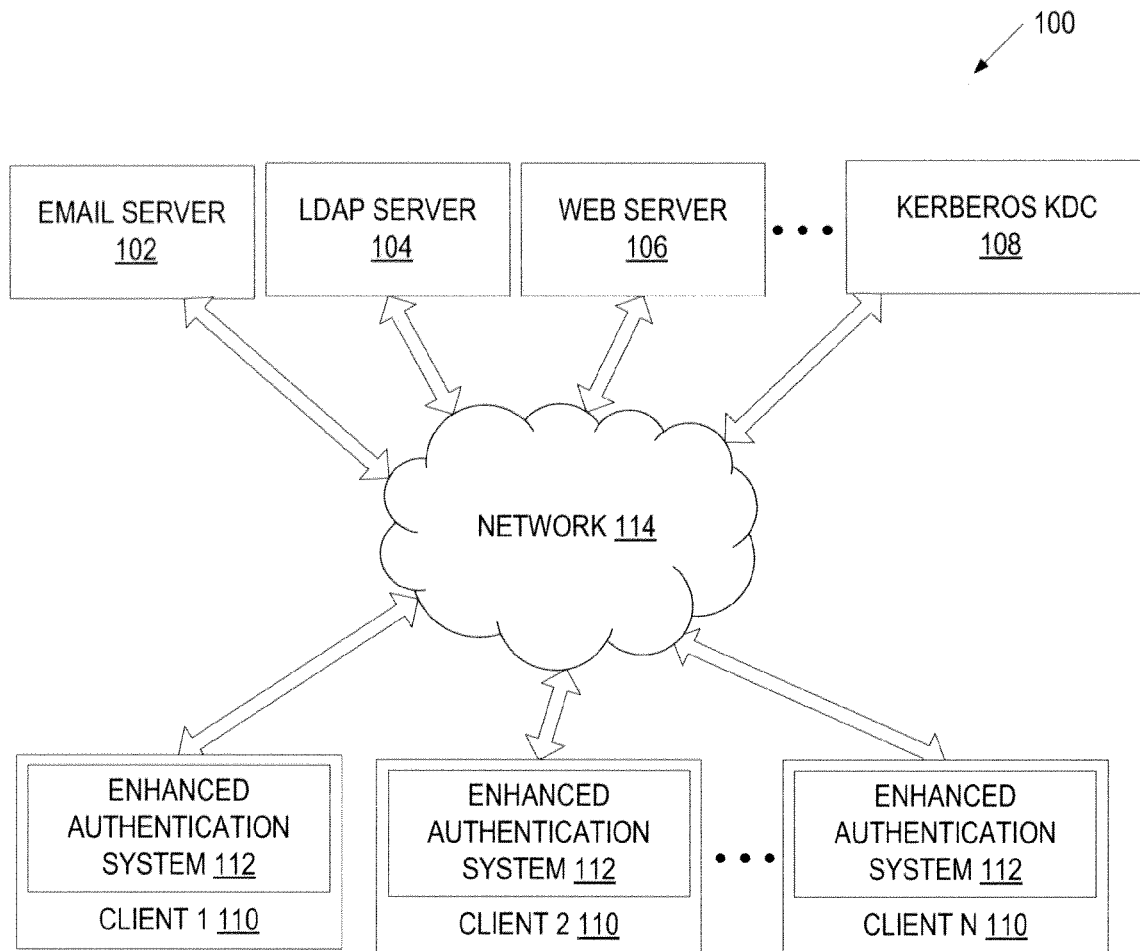 100
EMAIL SERVER
102
LDAP SERVER
104
WEB SERVER
106
KERBEROS KDC
108
NETWORK 114
ENHANCED
AUTHENTICATION
SYSTEM 112
CLIENT 1 110
ENHANCED
AUTHENTICATION
SYSTEM 112
CLIENT 2 110
ENHANCED
AUTHENTICATION
SYSTEM 112
CLIENT N 110